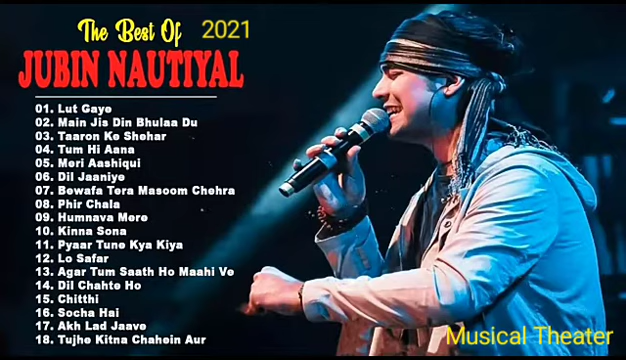 The Best Of 2021
JUBIN NAUTIYAL
01. Lut Gaye
02. Main Jis Din Bhulaa Du
03. Taaron Ke Shehar
04. Tum Hi Aana
05. Meri Aashiqui
06. Dil Jaaniye
07. Bewafa Tera Masoom Chehra
08. Phir Chala
09. Humnava Mere
10. Kinna Sona
11. Pyaar Tune Kya Kiya
12. Lo Safar
13. Agar Tum Saath Ho Maahi Ve
14. Dil Chahte Ho
15. Chitthi
16. Socha Hai
17. Akh Lad Jaave
18. Tujhe Kitna Chahein Aur
Musical Theater